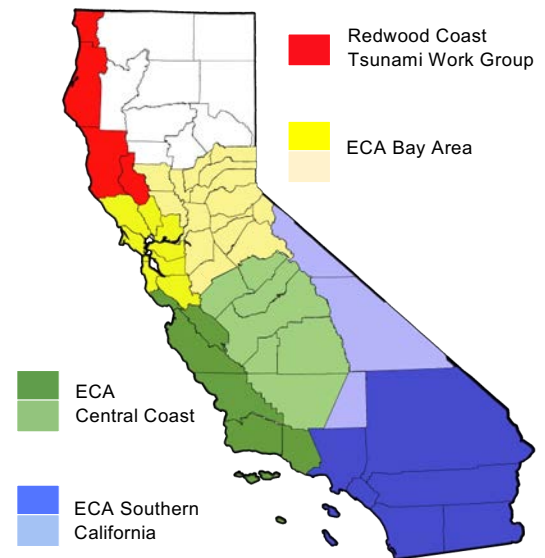 Redwood Coast
Tsunami Work Group
ECA Bay Area
ECA
Central Coast
ECA Southern
California